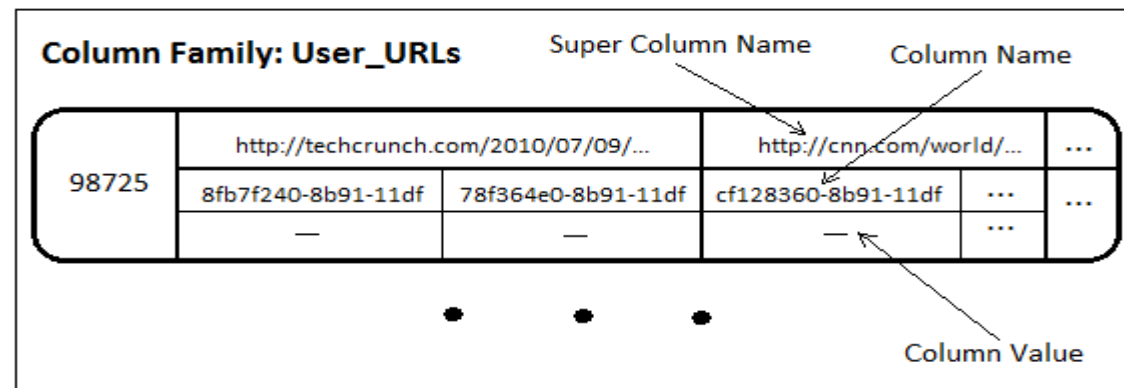 Column Family: User_URLs
Super Column Name
Column Name
98725
http://techcrunch.com/2010/07/09/...
http://cnn.com/world/...
...
8fb7f240-8b91-11df
78f364e0-8b91-11df
cf128360-8b91-11df
...
...
—
—
—
...
Column Value